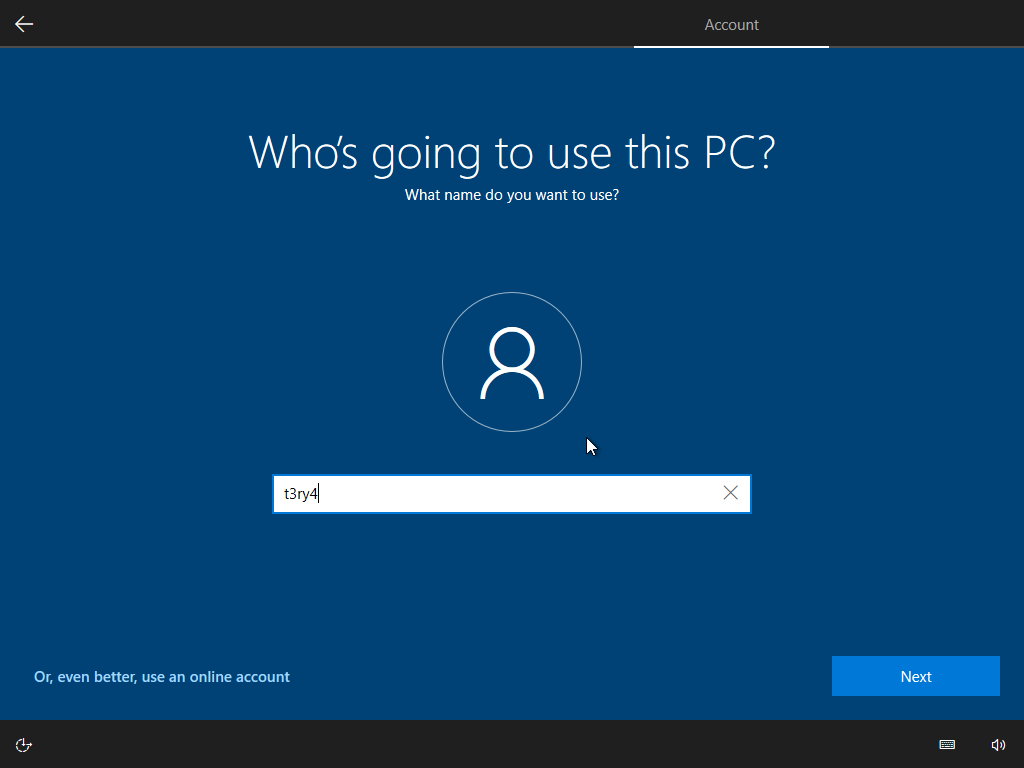 Account
Who's going to use this PC?
What name do you want to use?
t3ry4
Or, even better, use an online account
Next